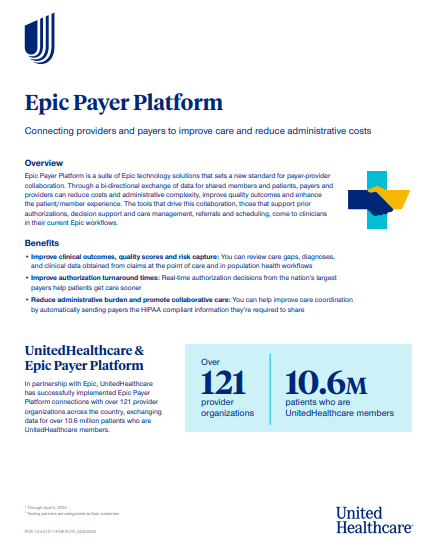 Epic Payer Platform
Connecting providers and payers to improve care and reduce administrative costs
Overview
Epic Payer Platform is a suite of Epic technology solutions that sets a new standard for payer-provider
collaboration. Through a bi-directional exchange of data for shared members and patients, payers and
providers can reduce costs and administrative complexity, improve quality outcomes and enhance
the patient/member experience. The tools that drive this collaboration, those that support prior
authorizations, decision support and care management, referrals and scheduling, come to clinicians
in their current Epic workflows.
Benefits
• Improve clinical outcomes, quality scores and risk capture: You can review care gaps, diagnoses,
and clinical data obtained from claims at the point of care and in population health workflows
• Improve authorization turnaround times: Real-time authorization decisions from the nation's largest
payers help patients get care sooner
• Reduce administrative burden and promote collaborative care: You can help improve care coordination
by automatically sending payers the HIPAA compliant information they're required to share
UnitedHealthcare &
Epic Payer Platform
In partnership with Epic, UnitedHealthcare
has successfully implemented Epic Payer
Platform connections with over 121 provider
organizations across the country, exchanging
data for over 10.6 million patients who are
UnitedHealthcare members.
Over
121
provider
organizations
10.6M
patients who are
UnitedHealthcare members
Through April
Trading partners are categorized as Epic customers
United
Healthcare